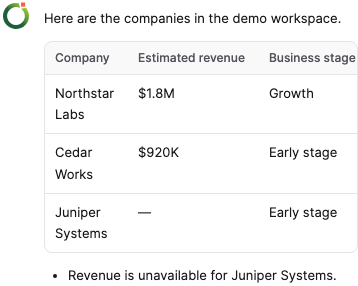 Here are the companies in the demo workspace.
Company Estimated revenue Business stage
Northstar $1.8M Growth
Labs
Cedar $920K Early stage
Works
Juniper — Early stage
Systems
• Revenue is unavailable for Juniper Systems.